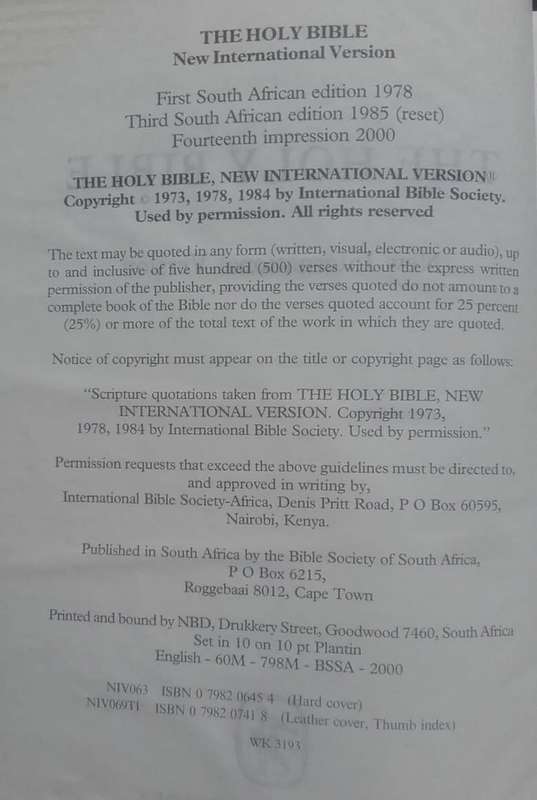 THE HOLY BIBLE
New International Version
First South African edition 1978
Third South African edition 1985 (reset)
Fourteenth impression 2000
THE HOLY BIBLE, NEW INTERNATIONAL VERSION
Copyright © 1973, 1978, 1984 by International Bible Society.
Used by permission. All rights reserved
The text may be quoted in any form (written, visual, electronic or audio), up
to and inclusive of five hundred (500) verses without the express written
permission of the publisher, providing the verses quoted do not amount to a
complete book of the Bible nor do the verses quoted account for 25 percent
(25%) or more of the total text of the work in which they are quoted.
Notice of copyright must appear on the title or copyright page as follows:
“Scripture quotations taken from THE HOLY BIBLE, NEW
INTERNATIONAL VERSION. Copyright 1973,
1978, 1984 by International Bible Society. Used by permission.”
Permission requests that exceed the above guidelines must be directed to,
and approved in writing by,
International Bible Society-Africa, Denis Pritt Road, P O Box 60595,
Nairobi, Kenya.
Published in South Africa by the Bible Society of South Africa,
P O Box 6215,
Roggebaai 8012, Cape Town
Printed and bound by NBD, Drukkery Street, Goodwood 7460, South Africa
Set in 10 on 10 pt Plantin
English - 60M - 798M - BSSA - 2000
NIV063 ISBN 0 7982 0645 4 (Hard cover)
NIV069TI ISBN 0 7982 0741 8 (Leather cover, Thumb index)
WK 3193